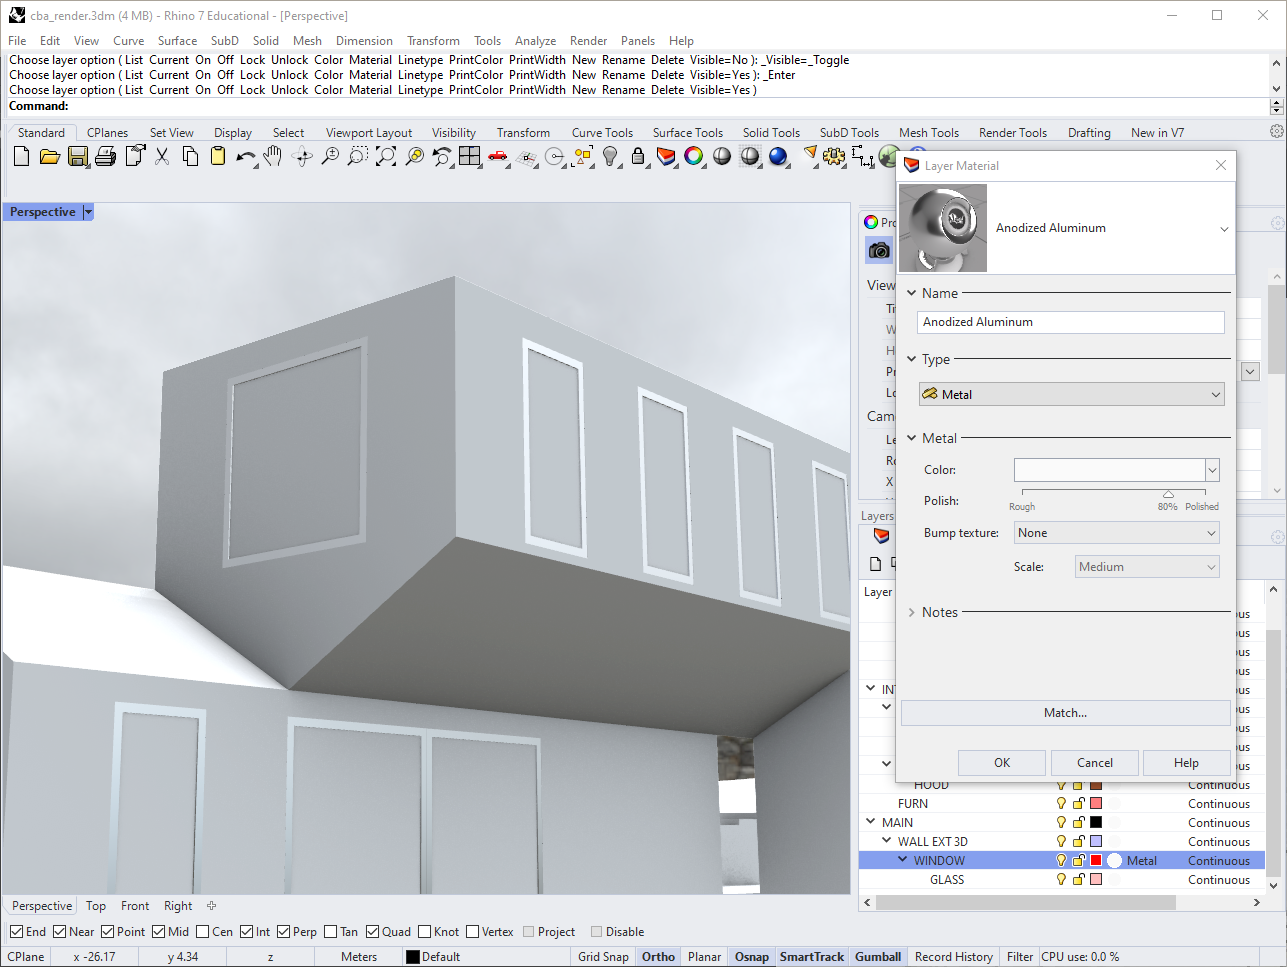 cba_render.3dm (4 MB) - Rhino 7 Educational - [Perspective]
File Edit View Curve Surface SubD Solid Mesh Dimension Transform Tools Analyze Render Panels Help
Choose layer option ( List Current On Off Lock Unlock Color Material Linetype PrintColor PrintWidth New Rename Delete Visible=No ): _Visible=_Toggle
Choose layer option ( List Current On Off Lock Unlock Color Material Linetype PrintColor PrintWidth New Rename Delete Visible=Yes ): _Enter
Choose layer option ( List Current On Off Lock Unlock Color Material Linetype PrintColor PrintWidth New Rename Delete Visible=Yes )
Command:
Standard CPlanes Set View Display Select Viewport Layout Visibility Transform Curve Tools Surface Tools Solid Tools SubD Tools Mesh Tools Render Tools Drafting New in V7
Perspective
Layer Material
Anodized Aluminum
Name
Anodized Aluminum
Type
Metal
Metal
Color:
Polish:
Rough 80% Polished
Bump texture: None
Scale: Medium
Notes
Match...
OK Cancel Help
View
Cam
Layers
Layer
HOOD Continuous
FURN Continuous
MAIN Continuous
WALL EXT 3D Continuous
WINDOW Metal Continuous
GLASS Continuous
Perspective Top Front Right
End Near Point Mid Cen Int Perp Tan Quad Knot Vertex Project Disable
CPlane x -26.17 y 4.34 z Meters Default Grid Snap Ortho Planar Osnap SmartTrack Gumball Record History Filter CPU use: 0.0 %